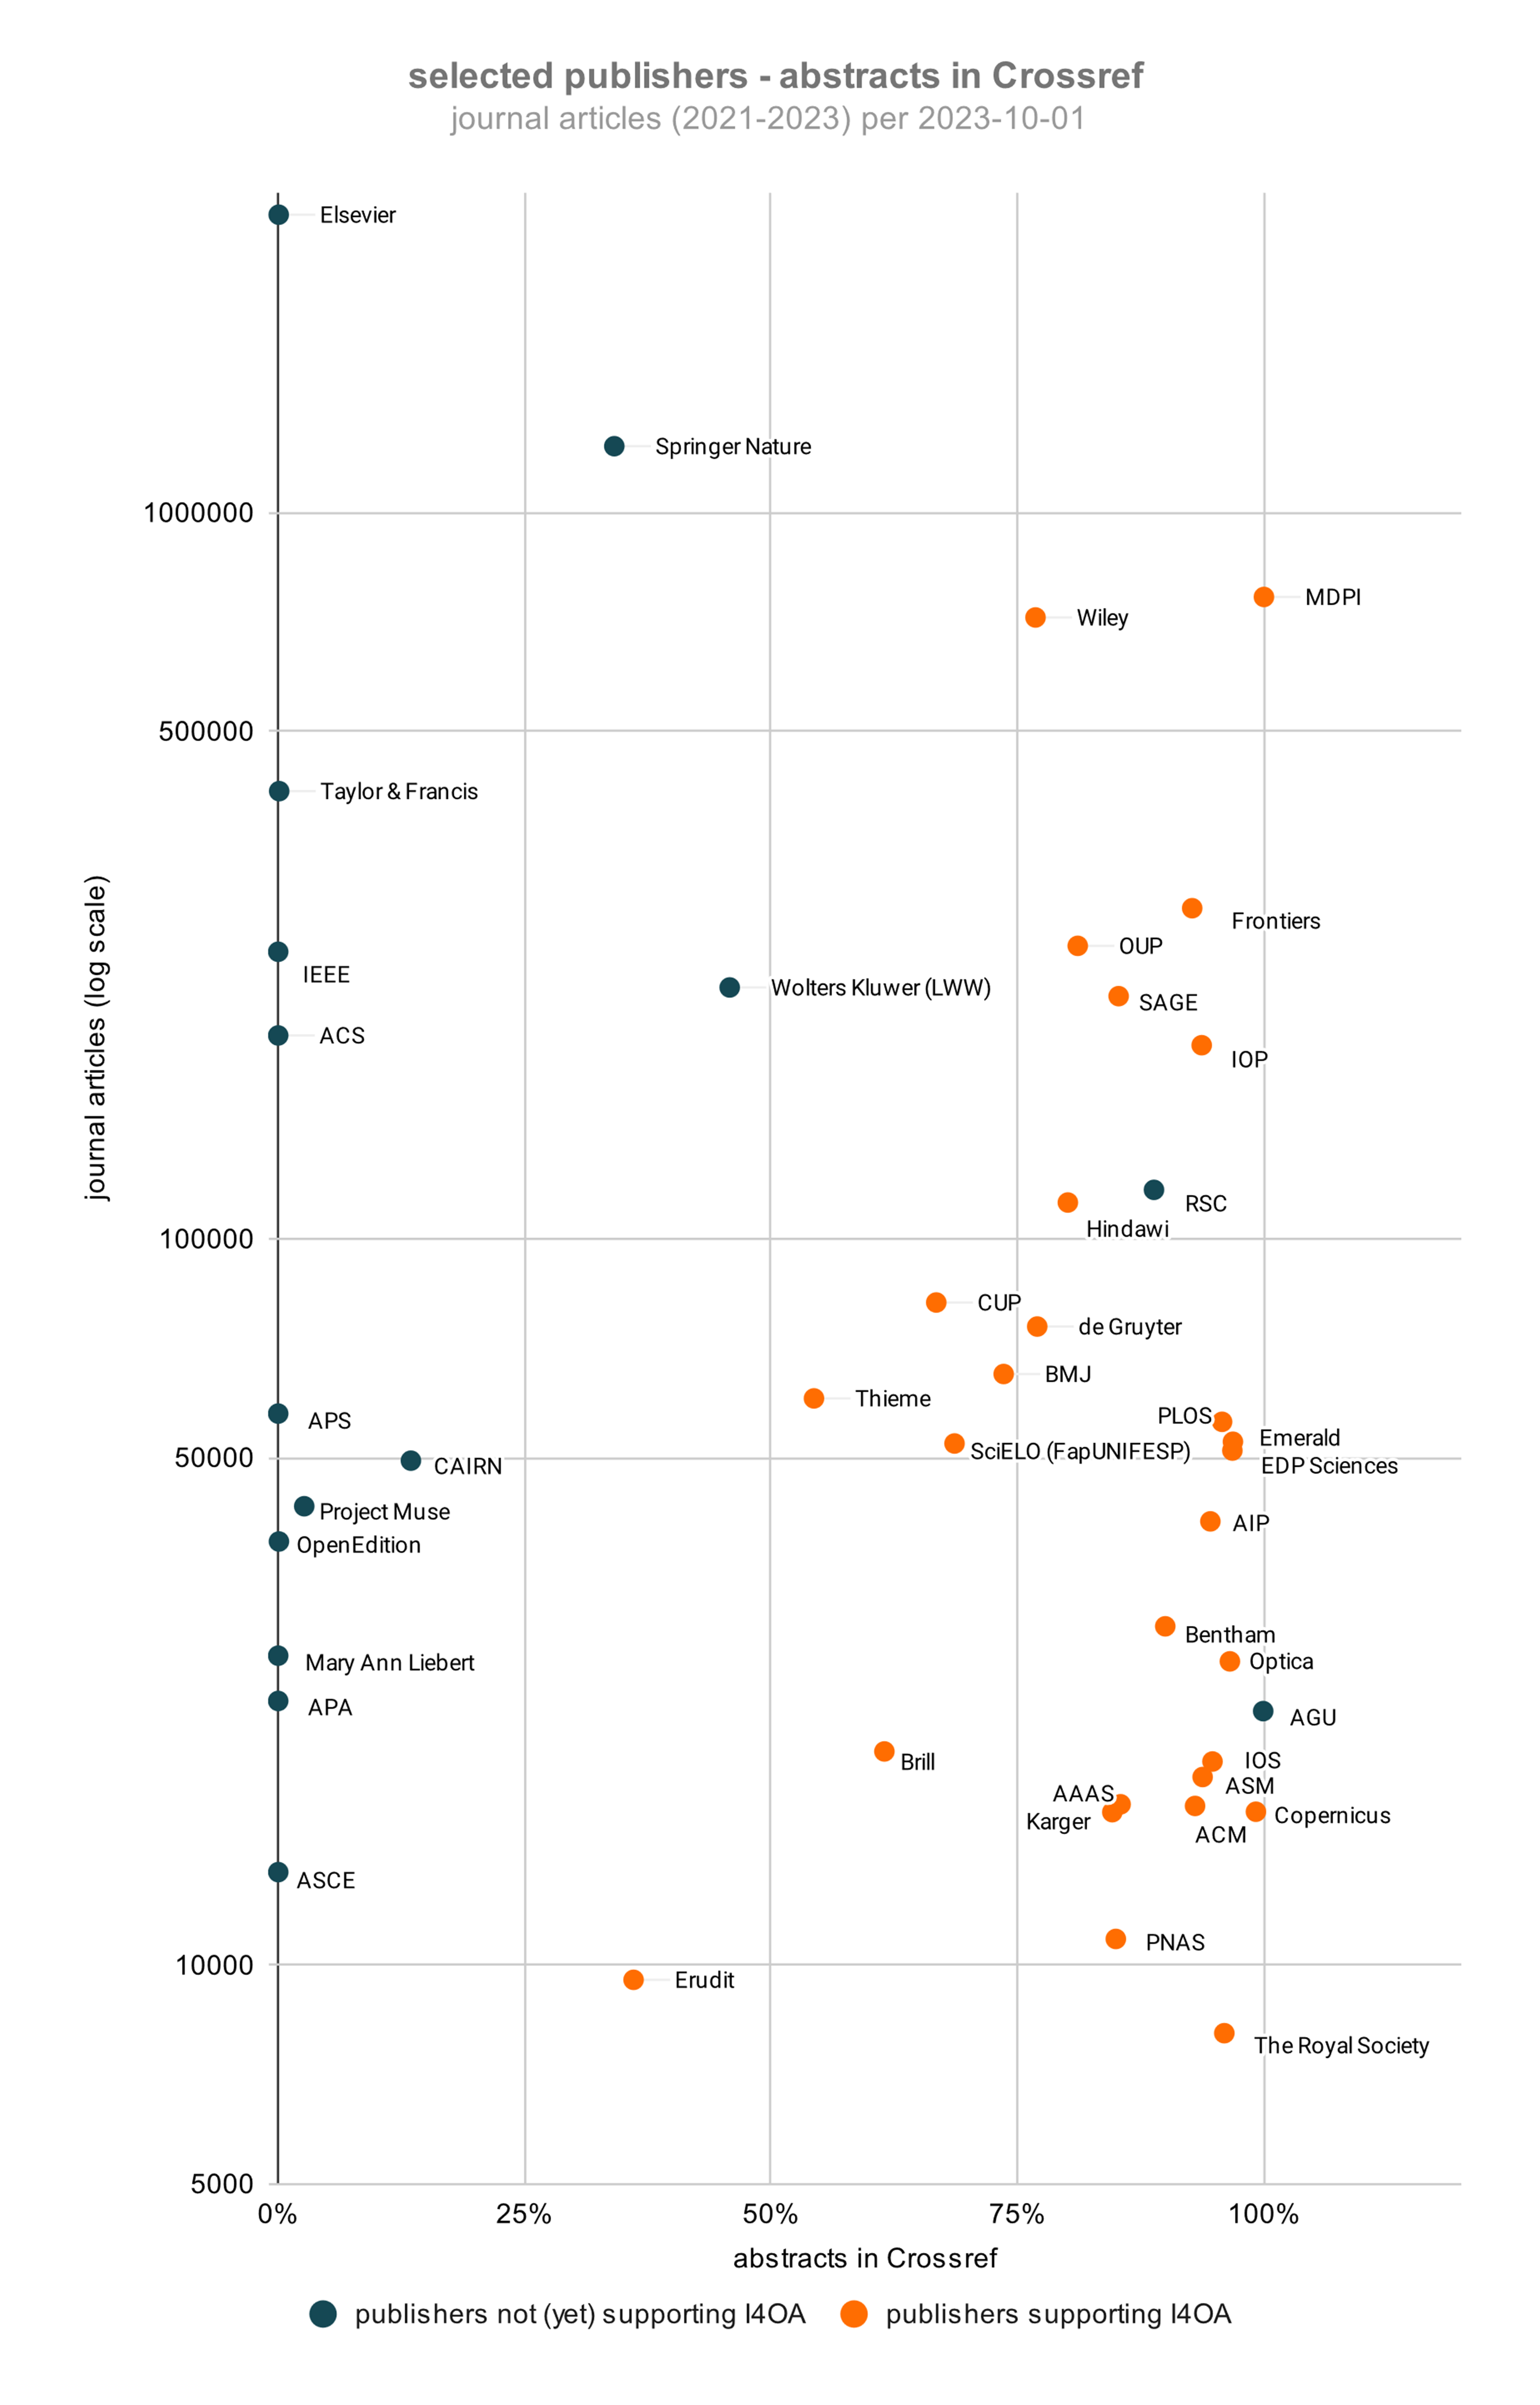 selected publishers - abstracts in Crossref
journal articles (2021-2023) per 2023-10-01
Elsevier
Springer Nature
1000000
MDPI
Wiley
500000
Taylor & Francis
journal articles (log scale)
Frontiers
OUP
IEEE
Wolters Kluwer (LWW)
SAGE
ACS
IOP
RSC
Hindawi
100000
CUP
de Gruyter
BMJ
Thieme
PLOS
APS
Emerald
SciELO (FapUNIFESP)
50000
CAIRN
EDP Sciences
Project Muse
AIP
OpenEdition
Bentham
Optica
Mary Ann Liebert
APA
AGU
IOS
Brill
ASM
AAAS
Copernicus
Karger
ACM
ASCE
PNAS
10000
Erudit
The Royal Society
5000
0%
25%
50%
75%
100%
abstracts in Crossref
publishers not (yet) supporting I4OA
publishers supporting I4OA